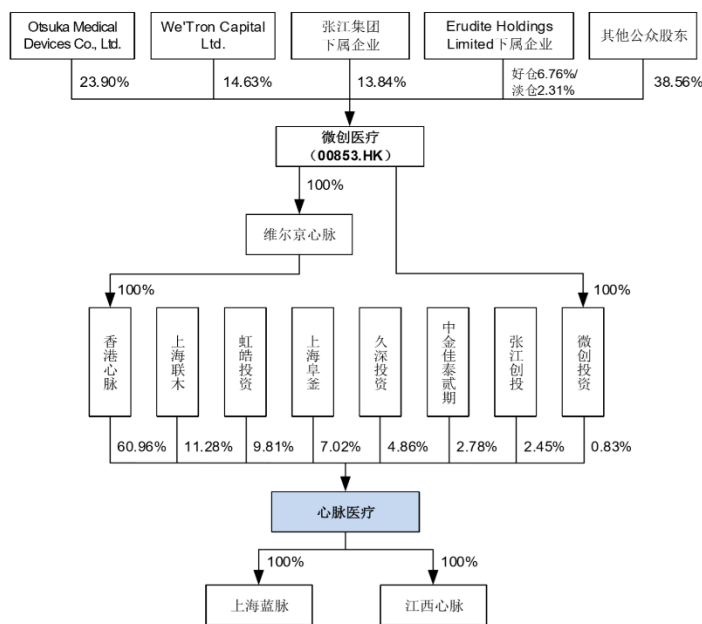 Otsuka Medical
Devices Co., Ltd.
We'Tron Capital
Ltd.
张江集团
下属企业
Erudite Holdings
Limited下属企业
其他公众股东
23.90%
14.63%
13.84%
好仓6.76%/
淡仓2.31%
38.56%
微创医疗
（00853.HK）
100%
维尔京心脉
100%
100%
香港心脉
上海联木
虹皓投资
上海阜釜
久深投资
中金佳泰贰期
张江创投
微创投资
60.96%
11.28%
9.81%
7.02%
4.86%
2.78%
2.45%
0.83%
心脉医疗
100%
100%
上海蓝脉
江西心脉